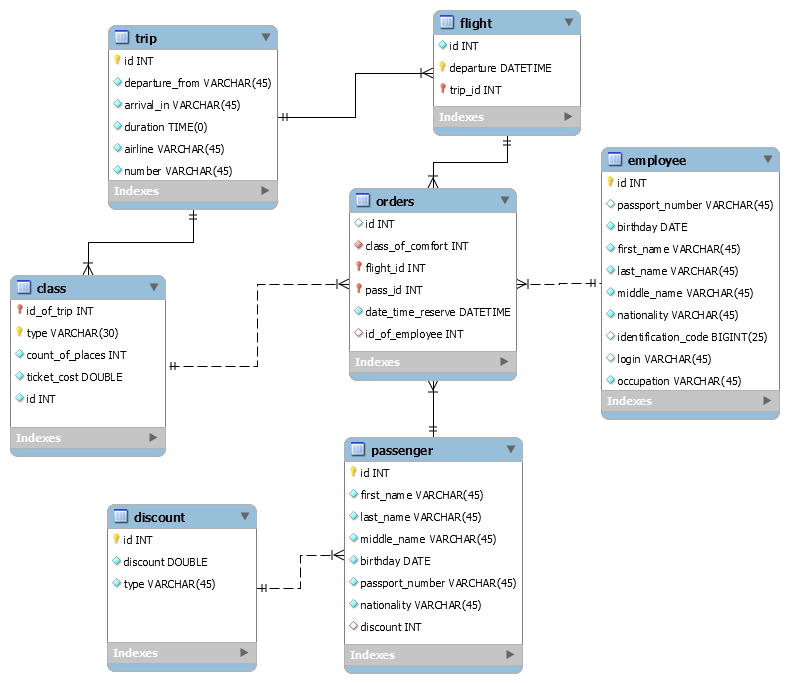 trip
id INT
departure_from VARCHAR(45)
arrival_in VARCHAR(45)
duration TIME(0)
airline VARCHAR(45)
number VARCHAR(45)
Indexes
flight
id INT
departure DATETIME
trip_id INT
Indexes
employee
id INT
passport_number VARCHAR(45)
birthday DATE
first_name VARCHAR(45)
last_name VARCHAR(45)
middle_name VARCHAR(45)
nationality VARCHAR(45)
identification_code BIGINT(25)
login VARCHAR(45)
occupation VARCHAR(45)
Indexes
orders
id INT
class_of_comfort INT
flight_id INT
pass_id INT
date_time_reserve DATETIME
id_of_employee INT
Indexes
class
id_of_trip INT
type VARCHAR(30)
count_of_places INT
ticket_cost DOUBLE
id INT
Indexes
passenger
id INT
first_name VARCHAR(45)
last_name VARCHAR(45)
middle_name VARCHAR(45)
birthday DATE
passport_number VARCHAR(45)
nationality VARCHAR(45)
discount INT
Indexes
discount
id INT
discount DOUBLE
type VARCHAR(45)
Indexes